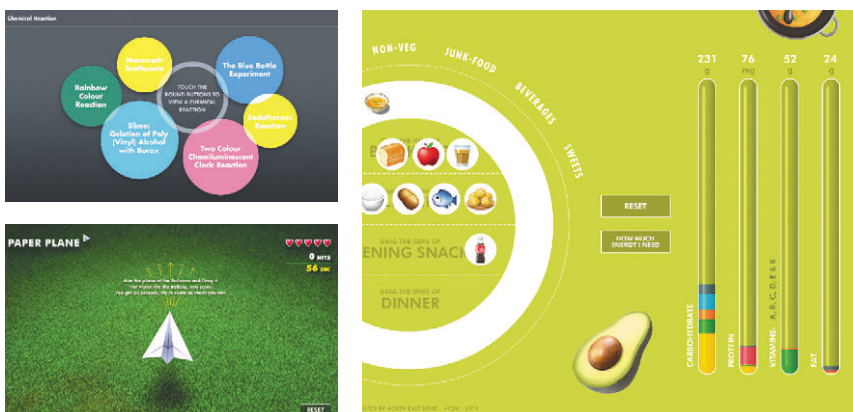 Chemical Reaction
Mammoth
Toothpaste
The Blue Bottle
Experiment
Rainbow
Colour
Reaction
TOUCH THE
ROUND BUTTONS TO
VIEW A CHEMICAL
REACTION
Endothermic
Reaction
Slime:
Gelation of Poly
(Vinyl) Alcohol
with Borax
Two Colour
Chemiluminescent
Clock Reaction
PAPER PLANE
0 HITS
56 SEC
RESET
NON-VEG
JUNK-FOOD
BEVERAGES
SWEETS
DRAG THE ITEMS OF
ENING SNACK
DRAG THE ITEMS OF
DINNER
RESET
HOW MUCH
ENERGY I NEED
231
g
76
mg
52
g
24
g
CARBOHYDRATE
PROTEIN
VITAMINS: A, B, C, D, E & K
FAT